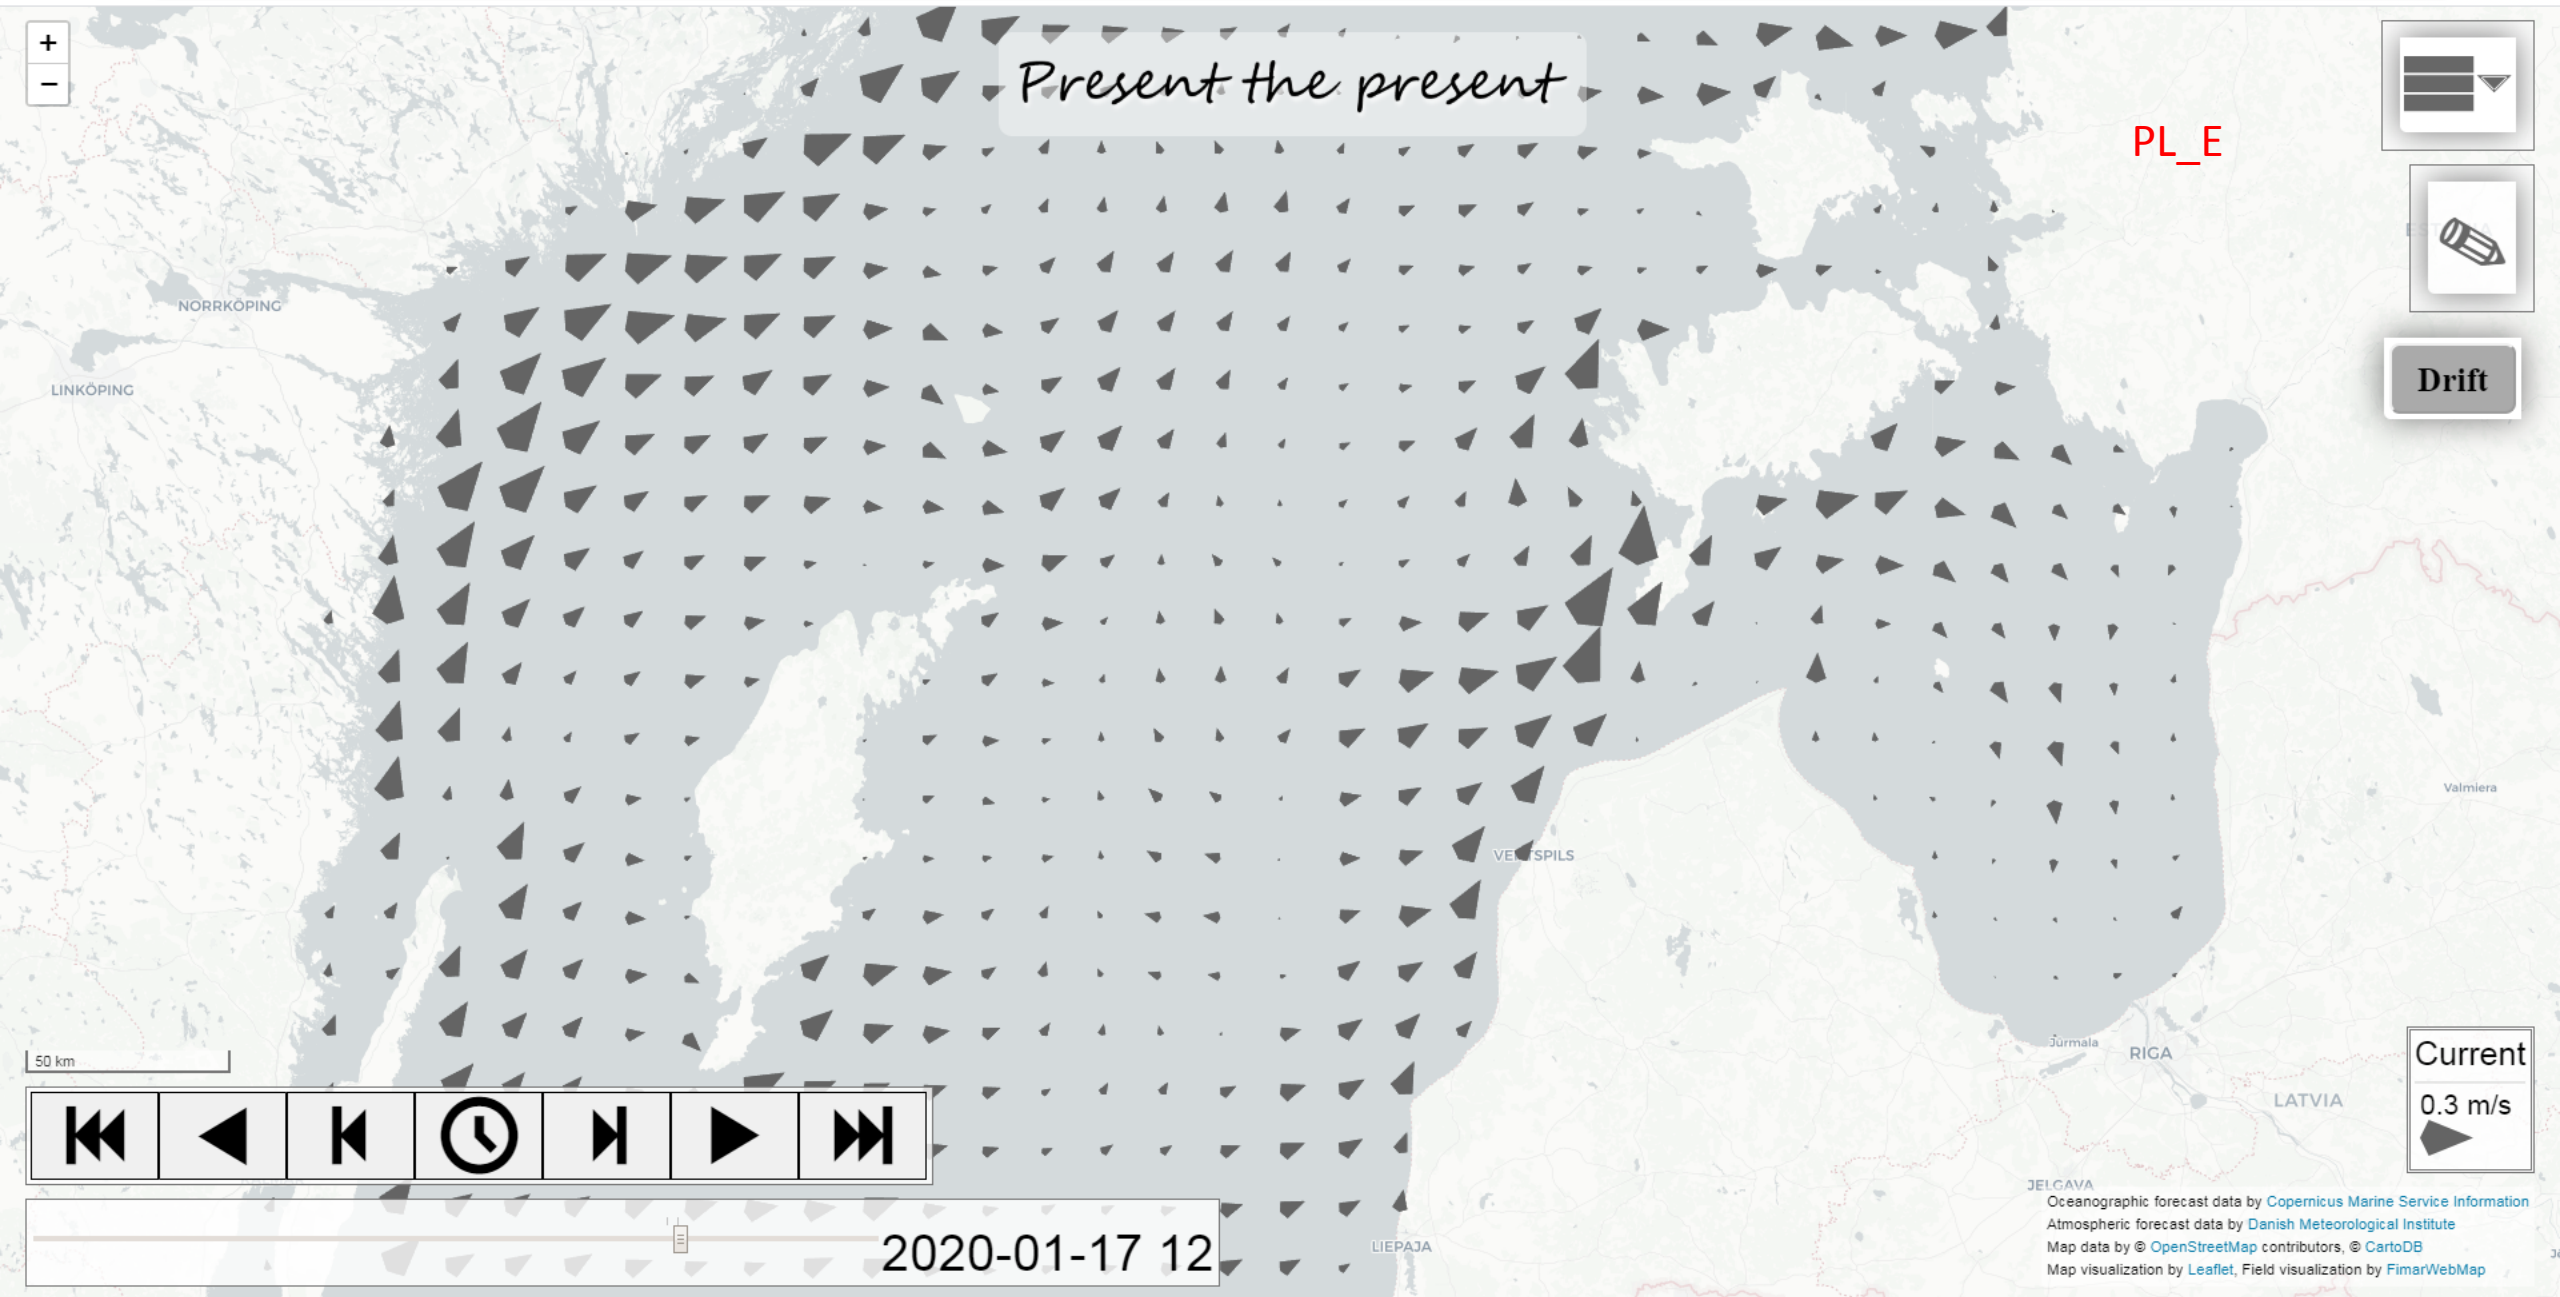 +
Present the present
PL_E
−
NORRKÖPING
LINKÖPING
Drift
Valmiera
VENTSPILS
50 km
Jūrmala
RIGA
Current
0.3 m/s
LATVIA
JELGAVA
LIEPAJA
2020-01-17 12
Oceanographic forecast data by Copernicus Marine Service Information
Atmospheric forecast data by Danish Meteorological Institute
Map data by © OpenStreetMap contributors, © CartoDB
Map visualization by Leaflet, Field visualization by FimarWebMap